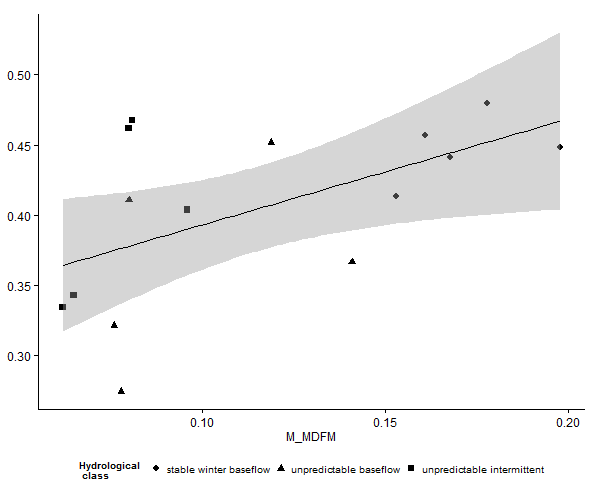 0.50
0.45
0.40
0.35
0.30
0.10
0.15
0.20
M_MDFM
Hydrological
class
stable winter baseflow
unpredictable baseflow
unpredictable intermittent